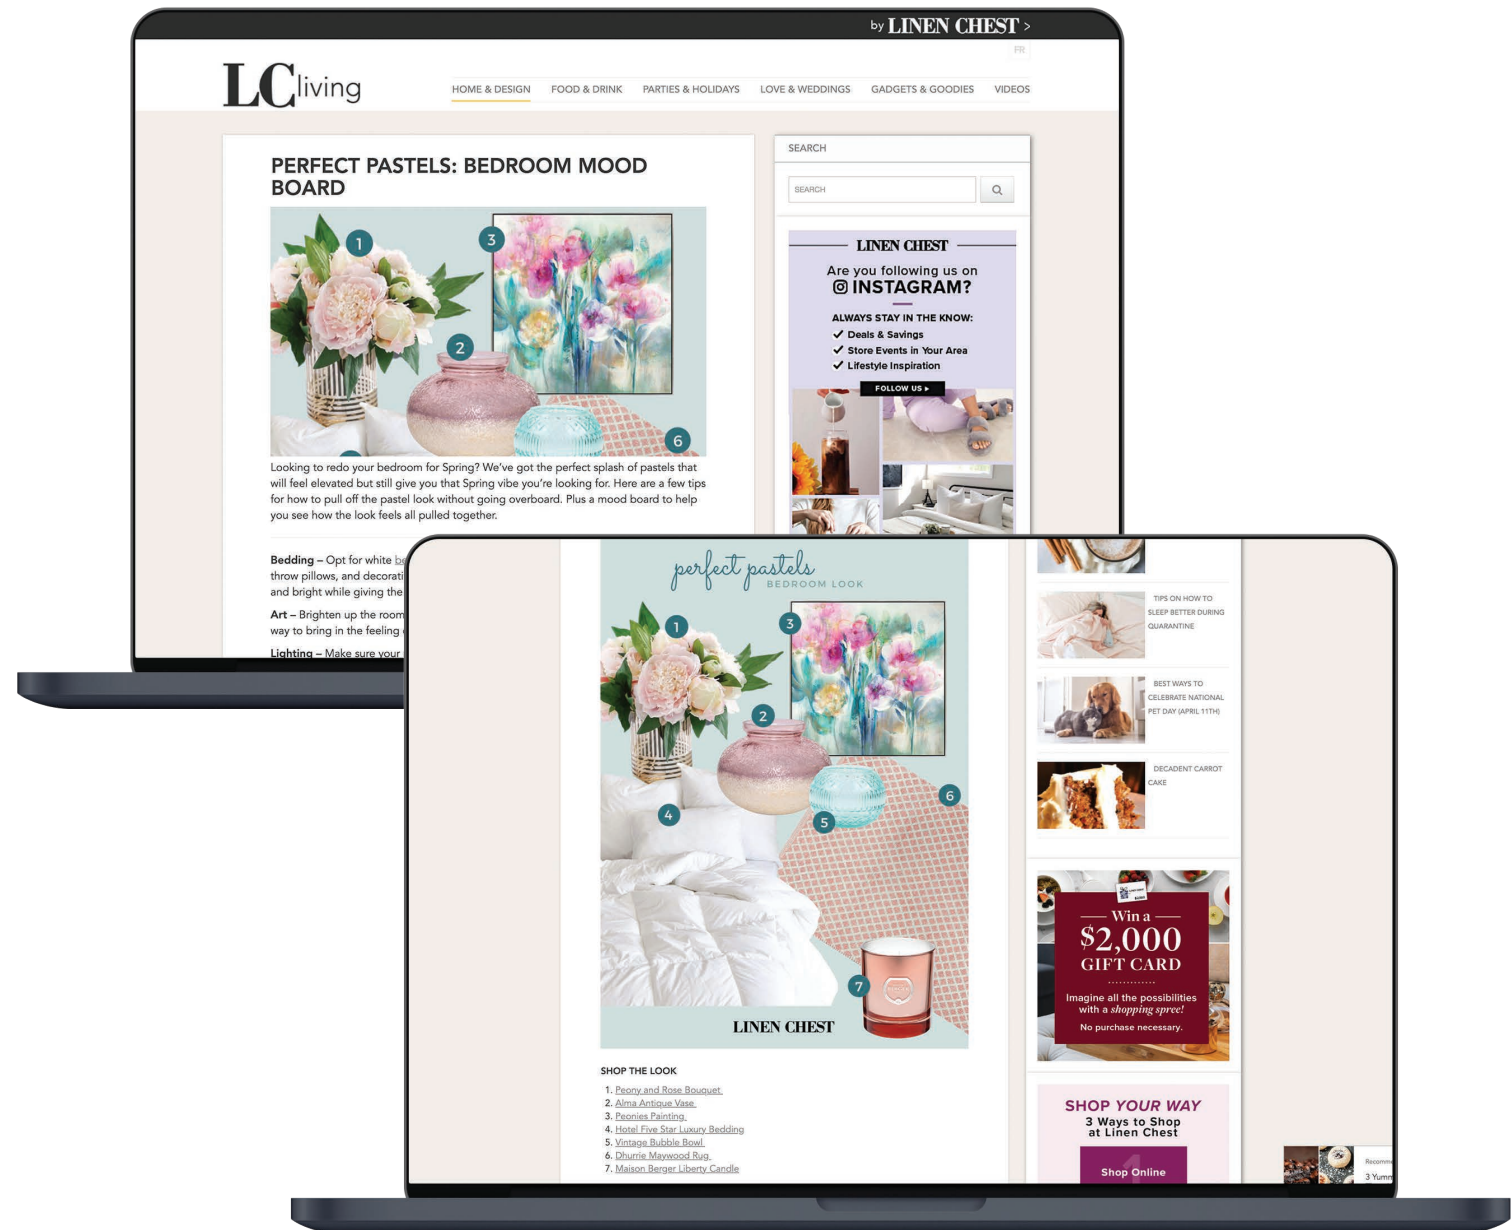 by LINEN CHEST >
FR
LC living
HOME & DESIGN FOOD & DRINK PARTIES & HOLIDAYS LOVE & WEDDINGS GADGETS & GOODIES VIDEOS
PERFECT PASTELS: BEDROOM MOOD
BOARD
1
3
2
6
Looking to redo your bedroom for Spring? We've got the perfect splash of pastels that
will feel elevated but still give you that Spring vibe you're looking for. Here are a few tips
for how to pull off the pastel look without going overboard. Plus a mood board to help
you see how the look feels all pulled together.
Bedding – Opt for white
throw pillows, and
and bright while giving the
Art – Brighten up the room
way to bring in the feeling
Lighting – Make sure your
SEARCH
SEARCH
LINEN CHEST
Are you following us on
INSTAGRAM?
ALWAYS STAY IN THE KNOW:
Deals & Savings
Store Events in Your Area
Lifestyle Inspiration
FOLLOW US
perfect pastels
BEDROOM LOOK
1
3
2
6
4
5
7
LINEN CHEST
SHOP THE LOOK
1. Peony and Rose Bouquet
2. Alma Antique Vase
3. Peonies Painting
4. Hotel Five Star Luxury Bedding
5. Vintage Bubble Bowl
6. Dhurrie Maywood Rug
7. Maison Berger Liberty Candle
TIPS ON HOW TO
SLEEP BETTER DURING
QUARANTINE
BEST WAYS TO
CELEBRATE NATIONAL
PET DAY (APRIL 11TH)
DECADENT CARROT
CAKE
Win a
$2,000
GIFT CARD
Imagine all the possibilities
with a shopping spree!
No purchase necessary.
SHOP YOUR WAY
3 Ways to Shop
at Linen Chest
1
Shop Online
Recomme
3 Yumm